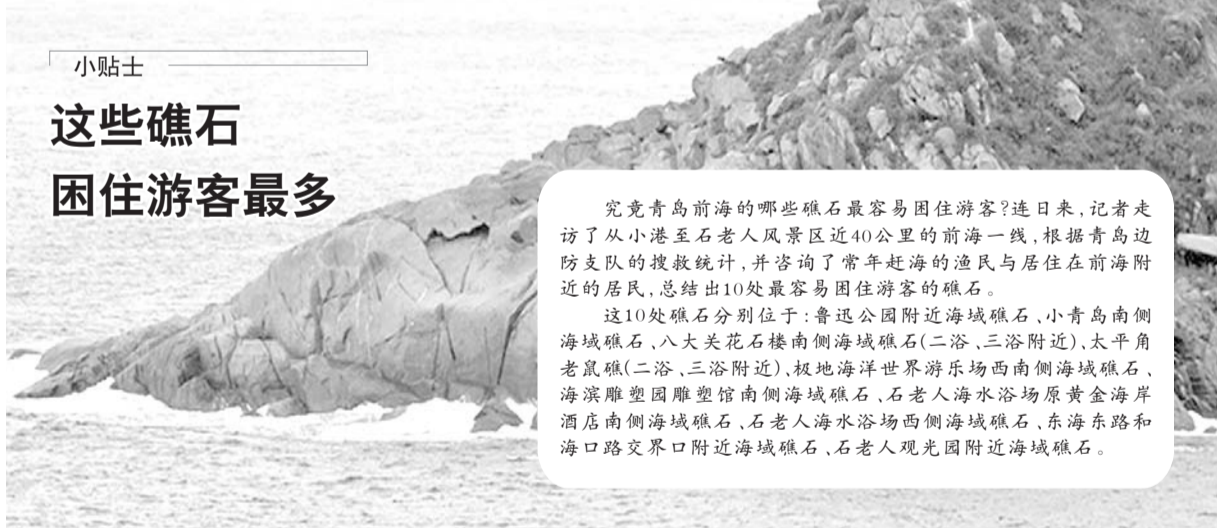 小贴士
这些礁石
困住游客最多
究竟青岛前海的哪些礁石最容易困住游客?连日来,记者走
访了从小港至石老人风景区近40公里的前海一线,根据青岛边
防支队的搜救统计,并咨询了常年赶海的渔民与居住在前海附
近的居民,总结出10处最容易困住游客的礁石。
这10处礁石分别位于:鲁迅公园附近海域礁石、小青岛南侧
海域礁石、八大关花石楼南侧海域礁石(二浴、三浴附近)、太平角
老鼠礁(二浴、三浴附近)、极地海洋世界游乐场西南侧海域礁石、
海滨雕塑园雕塑馆南侧海域礁石、石老人海水浴场原黄金海岸
酒店南侧海域礁石、石老人海水浴场西侧海域礁石、东海东路和
海口路交界口附近海域礁石、石老人观光园附近海域礁石。